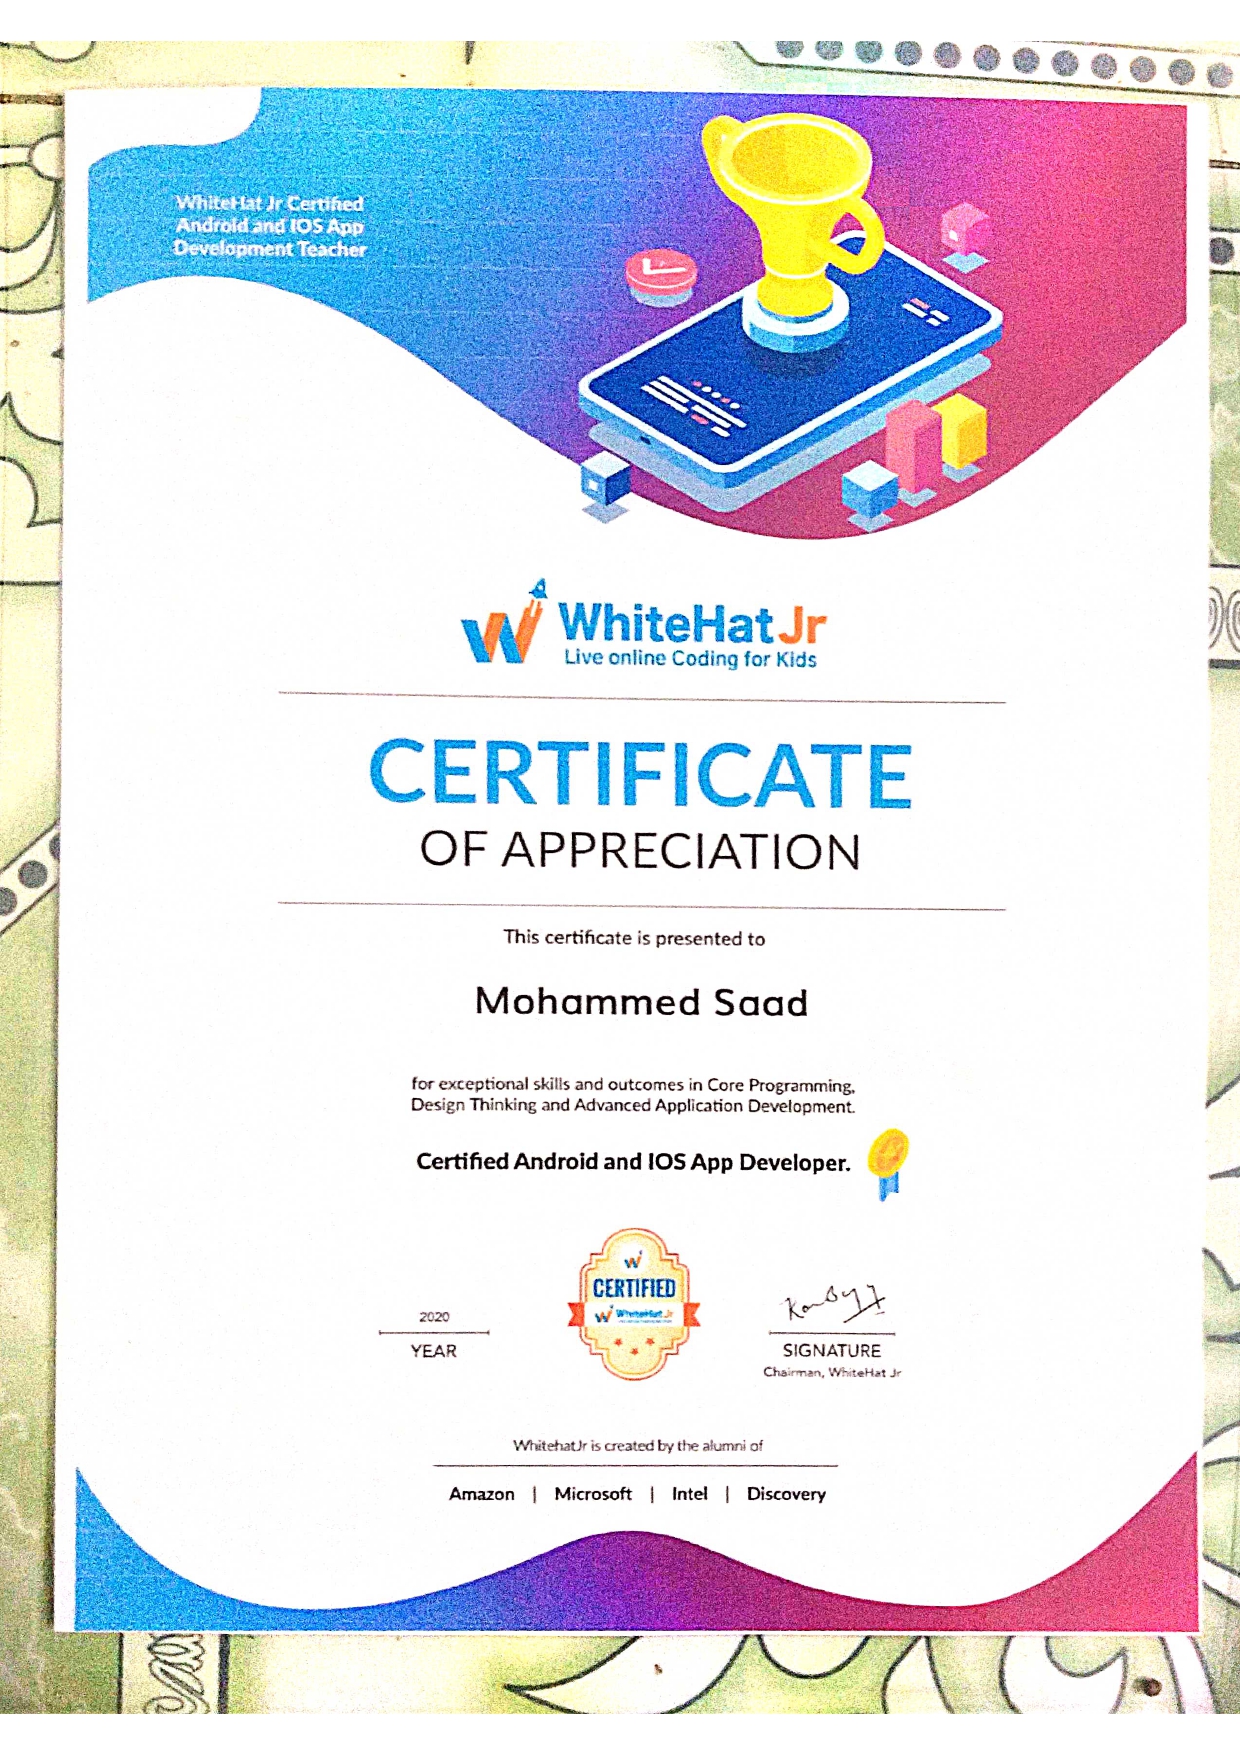 WhiteHat Jr Certified
Android and IOS App
Development Teacher
WhiteHat Jr
Live online Coding for Kids
CERTIFICATE
OF APPRECIATION
This certificate is presented to
Mohammed Saad
for exceptional skills and outcomes in Core Programming,
Design Thinking and Advanced Application Development.
Certified Android and IOS App Developer.
W
CERTIFIED
WhiteHat Jr
2020
YEAR
SIGNATURE
Chairman, WhiteHat Jr
WhitehatJr is created by the alumni of
Amazon | Microsoft | Intel | Discovery